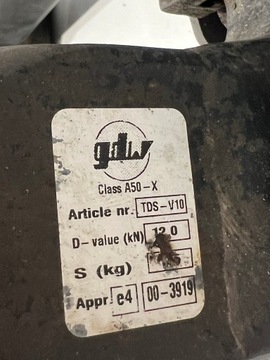 gdw
Class A50-X
Article nr. TDS-V10
D-value (kN) 12.0
S (kg)
Appr. e4 00-3919